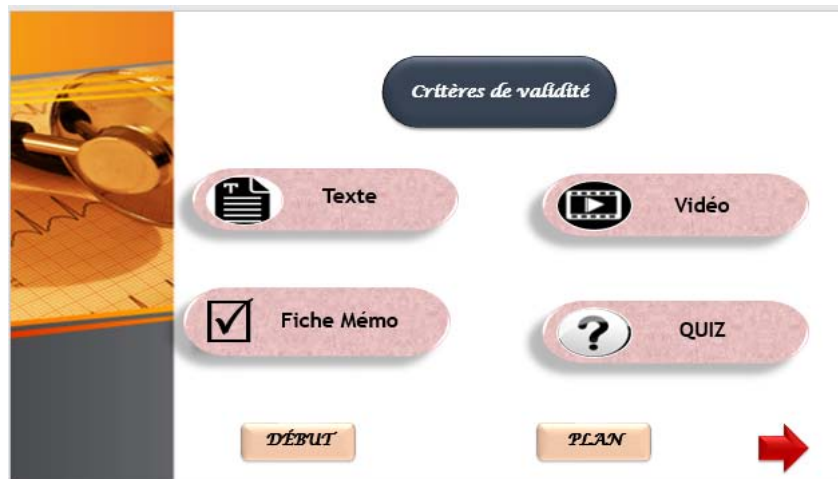 Critères de validité
Texte
Vidéo
Fiche Mémo
QUIZ
DÉBUT
PLAN